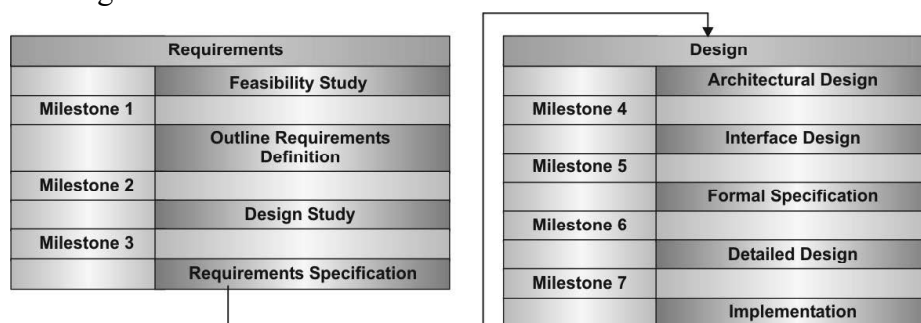 Requirements
Feasibility Study
Milestone 1
Outline Requirements
Definition
Milestone 2
Design Study
Milestone 3
Requirements Specification
Design
Architectural Design
Milestone 4
Interface Design
Milestone 5
Formal Specification
Milestone 6
Detailed Design
Milestone 7
Implementation